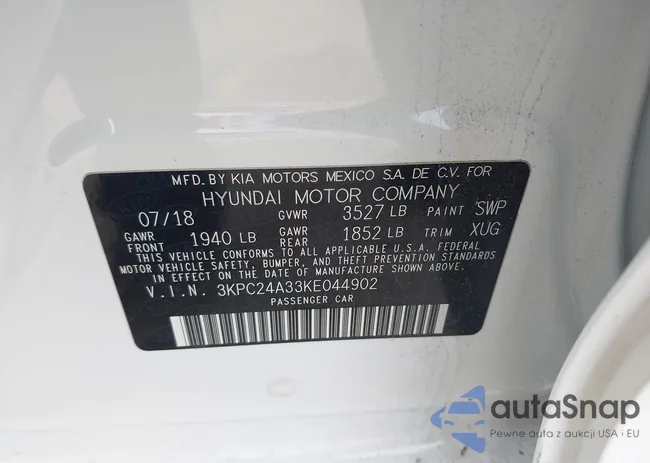 MFD. BY KIA MOTORS MEXICO S.A. DE C.V. FOR
HYUNDAI MOTOR COMPANY
07/18 GVWR 3527 LB PAINT SWP
GAWR FRONT 1940 LB GAWR REAR 1852 LB TRIM XUG
THIS VEHICLE CONFORMS TO ALL APPLICABLE U.S.A. FEDERAL
MOTOR VEHICLE SAFETY, BUMPER, AND THEFT PREVENTION STANDARDS
IN EFFECT ON THE DATE OF MANUFACTURE SHOWN ABOVE.
V.I.N. 3KPC24A33KE044902
PASSENGER CAR
autoSnap
Pewne auta z aukcji USA i EU